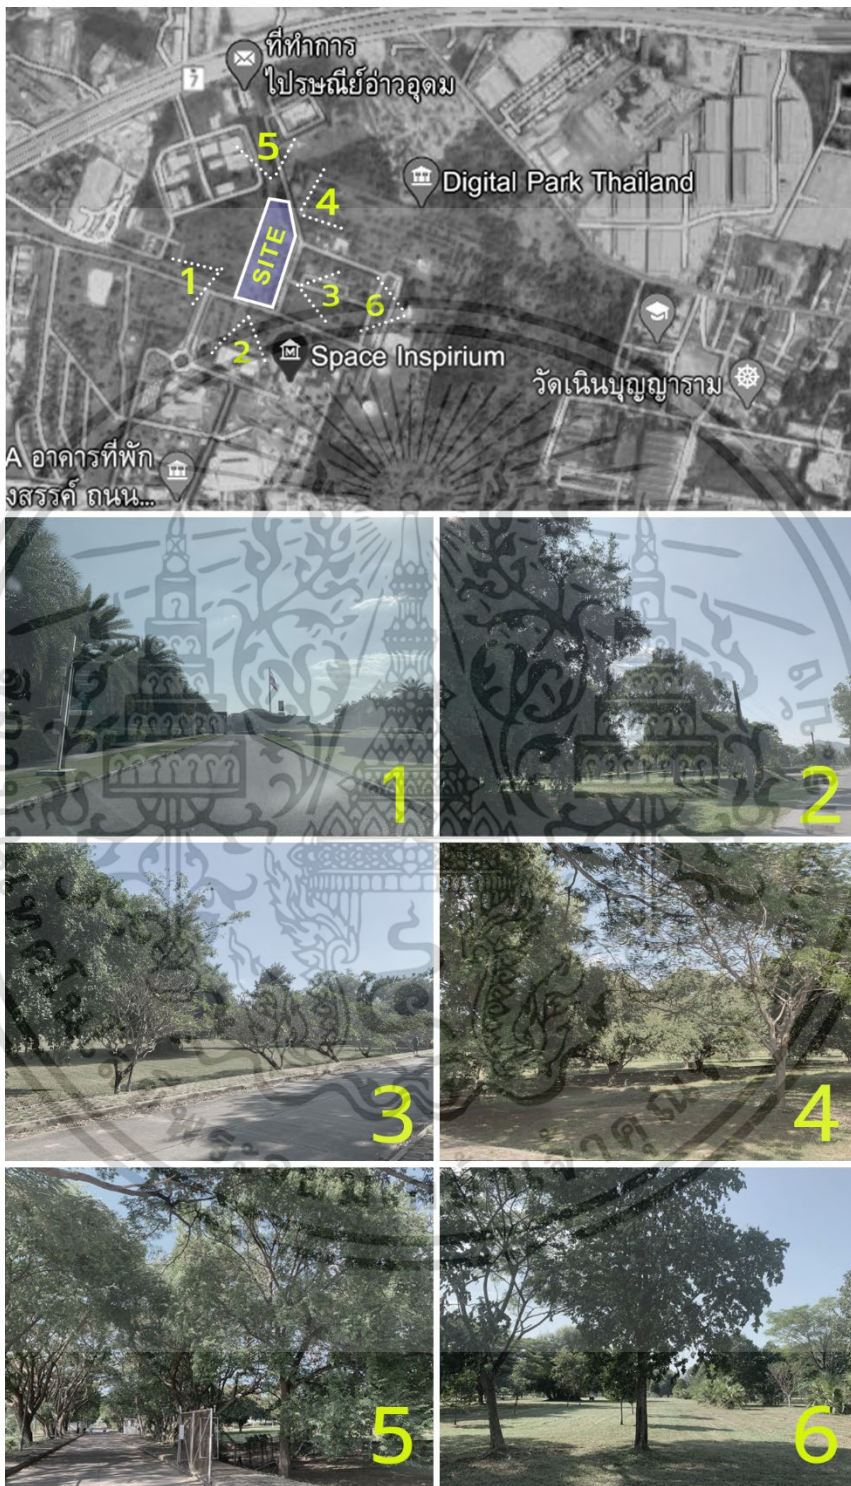 ที่ทำการ
ไปรษณีย์อ่าวอุดม
7
5
Digital Park Thailand
4
SITE
1
3
6
2
Space Inspirium
วัดเนินบุญญาราม
A อาคารที่พัก
งสรรค์ ถนน...
1
2
3
4
5
6